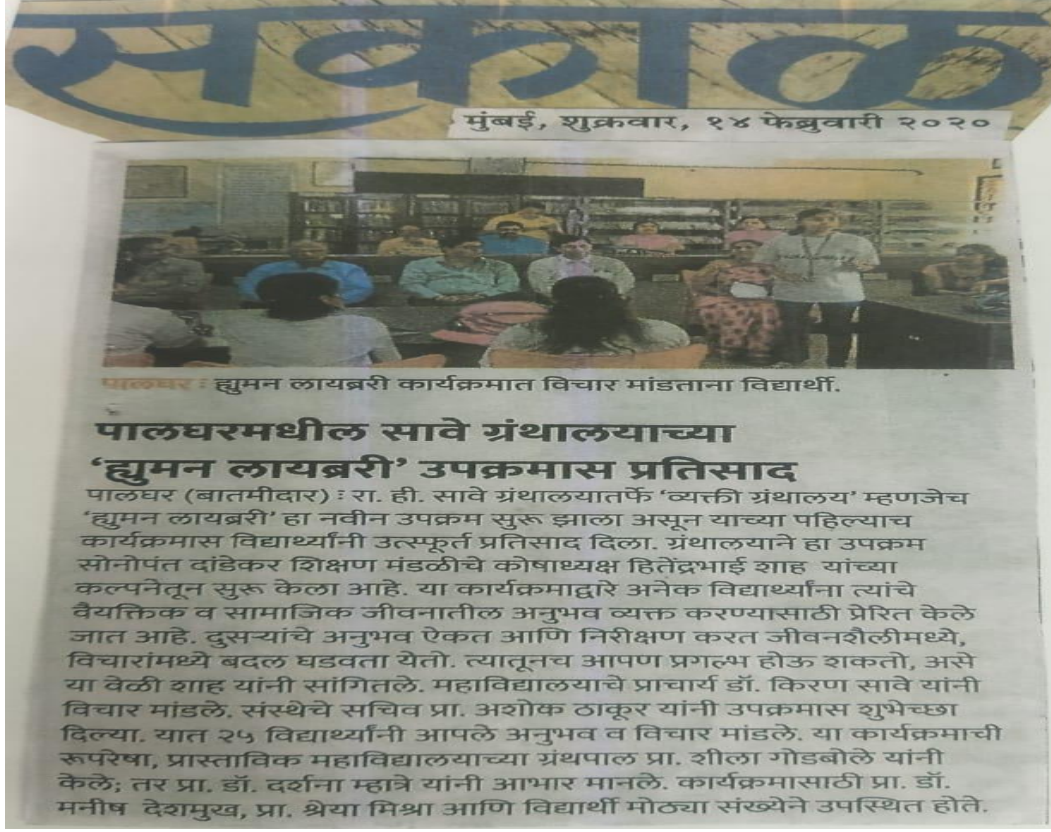 सकाळ
मुंबई, शुक्रवार, १४ फेब्रुवारी २०२०
पालघर : ह्युमन लायब्ररी कार्यक्रमात विचार मांडताना विद्यार्थी.
पालघरमधील सावे ग्रंथालयाच्या
‘ह्युमन लायब्ररी’ उपक्रमास प्रतिसाद
पालघर (बातमीदार) : रा. ही. सावे ग्रंथालयातर्फे ‘व्यक्ती ग्रंथालय’ म्हणजेच
‘ह्युमन लायब्ररी’ हा नवीन उपक्रम सुरू झाला असून याच्या पहिल्याच
कार्यक्रमास विद्यार्थ्यांनी उत्स्फूर्त प्रतिसाद दिला. ग्रंथालयाने हा उपक्रम
सोनोपंत दांडेकर शिक्षण मंडळीचे कोषाध्यक्ष हितेंद्रभाई शाह यांच्या
कल्पनेतून सुरू केला आहे. या कार्यक्रमाद्वारे अनेक विद्यार्थ्यांना त्यांचे
वैयक्तिक व सामाजिक जीवनातील अनुभव व्यक्त करण्यासाठी प्रेरित केले
जात आहे. दुसऱ्यांचे अनुभव ऐकत आणि निरीक्षण करत जीवनशैलीमध्ये,
विचारांमध्ये बदल घडवता येतो. त्यातूनच आपण प्रगल्भ होऊ शकतो, असे
या वेळी शाह यांनी सांगितले. महाविद्यालयाचे प्राचार्य डॉ. किरण सावे यांनी
विचार मांडले. संस्थेचे सचिव प्रा. अशोक ठाकूर यांनी उपक्रमास शुभेच्छा
दिल्या. यात २५ विद्यार्थ्यांनी आपले अनुभव व विचार मांडले. या कार्यक्रमाची
रूपरेषा, प्रास्ताविक महाविद्यालयाच्या ग्रंथपाल प्रा. शीला गोडबोले यांनी
केले; तर प्रा. डॉ. दर्शना म्हात्रे यांनी आभार मानले. कार्यक्रमासाठी प्रा. डॉ.
मनीष देशमुख, प्रा. श्रेया मिश्रा आणि विद्यार्थी मोठ्या संख्येने उपस्थित होते.